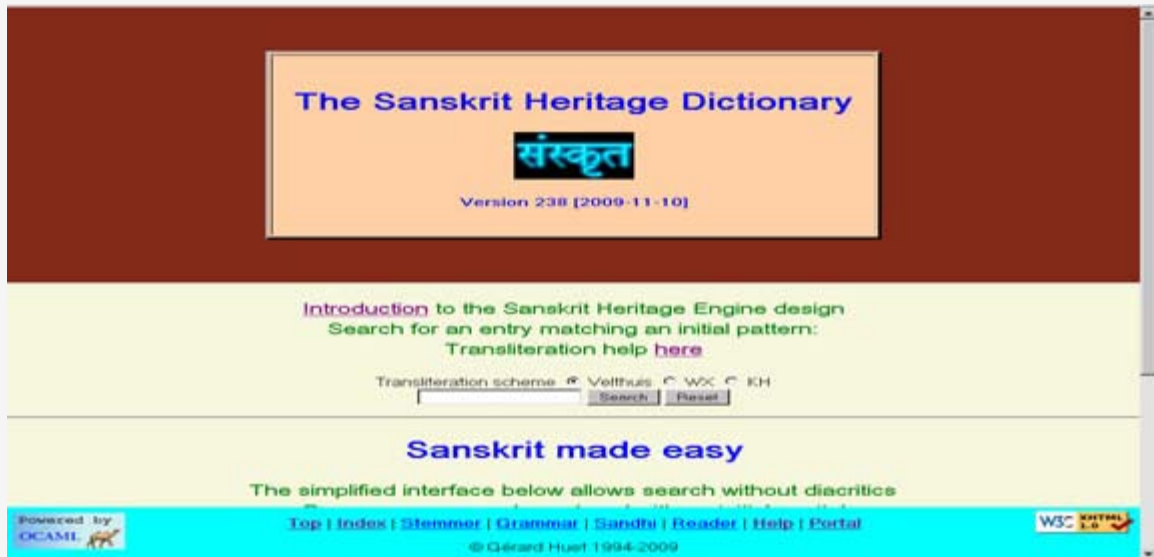 The Sanskrit Heritage Dictionary
संस्कृत
Version 238 [2009-11-10]
Introduction to the Sanskrit Heritage Engine design
Search for an entry matching an initial pattern:
Transliteration help here
Transliteration scheme Velthuis WX KH
Search Reset
Sanskrit made easy
The simplified interface below allows search without diacritics
Powered by
OCAML
Top | Index | Stemmer | Grammar | Sandhi | Reader | Help | Portal
© Gérard Huet 1994-2009
W3C XHTML
1.0